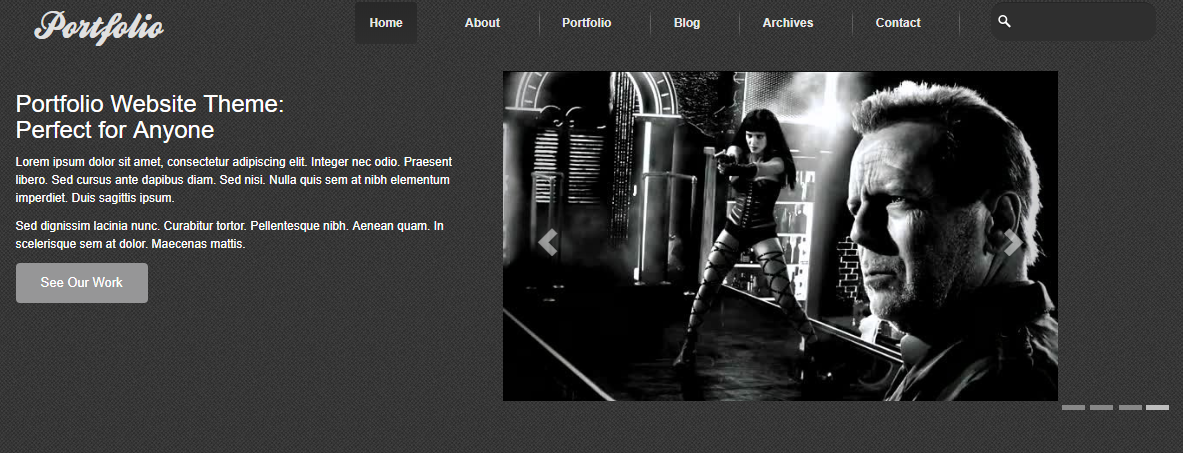 Portfolio
Home About Portfolio Blog Archives Contact
Portfolio Website Theme:
Perfect for Anyone
Lorem ipsum dolor sit amet, consectetur adipiscing elit. Integer nec odio. Praesent
libero. Sed cursus ante dapibus diam. Sed nisi. Nulla quis sem at nibh elementum
imperdiet. Duis sagittis ipsum.
Sed dignissim lacinia nunc. Curabitur tortor. Pellentesque nibh. Aenean quam. In
scelerisque sem at dolor. Maecenas mattis.
See Our Work